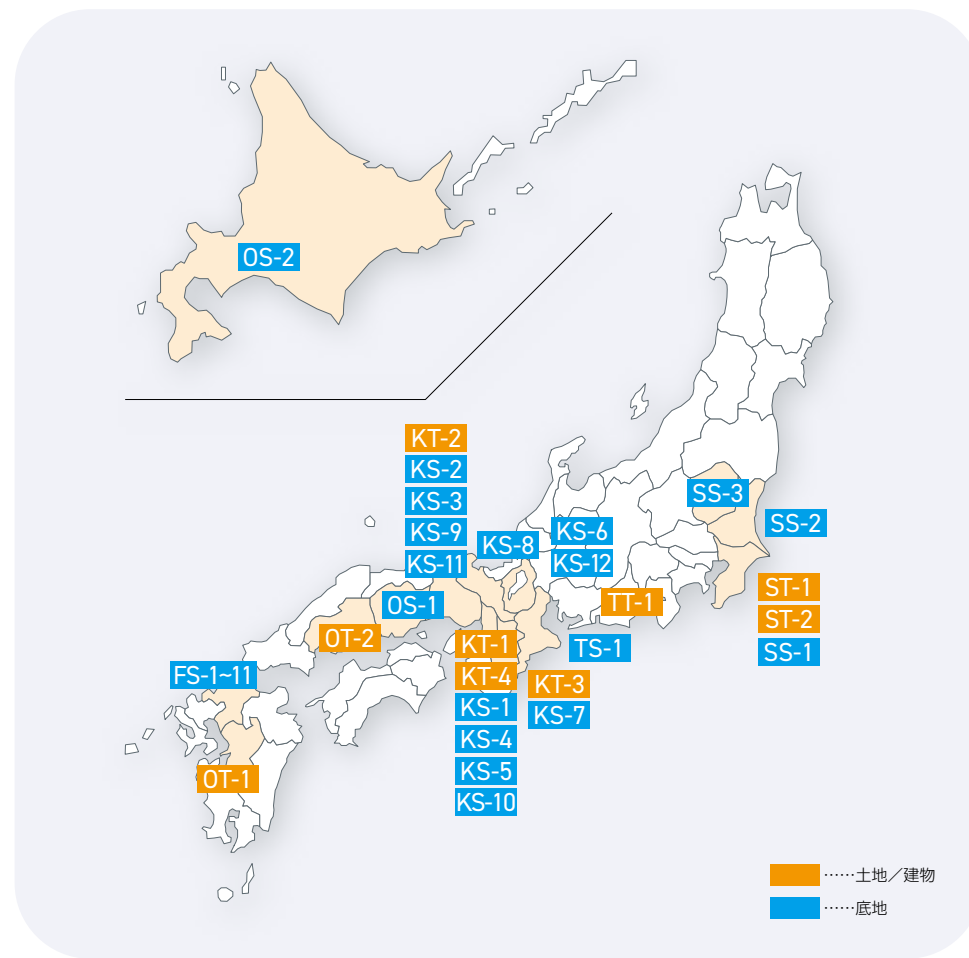 OS-2
KT-2
KS-2
KS-3
KS-9
KS-11
KS-8
KS-6
KS-12
SS-3
SS-2
ST-1
ST-2
SS-1
TT-1
TS-1
OS-1
OT-2
KT-1
KT-4
KS-1
KS-4
KS-5
KS-10
KT-3
KS-7
FS-1~11
OT-1
……土地／建物
……底地